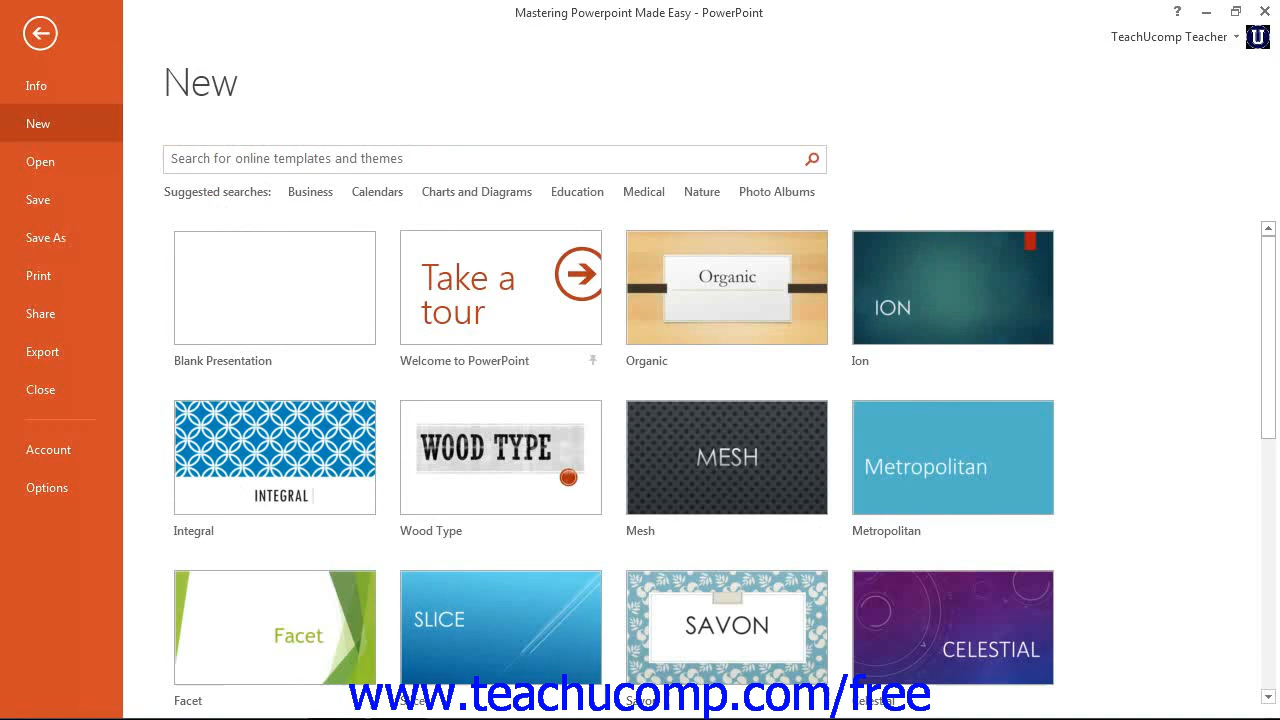 Mastering Powerpoint Made Easy - PowerPoint
?
TeachUcomp Teacher
U
Info
New
Open
Save
Save As
Print
Share
Export
Close
Account
Options
New
Search for online templates and themes
Suggested searches: Business Calendars Charts and Diagrams Education Medical Nature Photo Albums
Take a
tour
Organic
ION
Blank Presentation Welcome to PowerPoint Organic Ion
INTEGRAL
WOOD TYPE
MESH
Metropolitan
Integral Wood Type Mesh Metropolitan
Facet
SLICE
SAVON
CELESTIAL
Facet Slice Savon Celestial
www.teachucomp.com/free